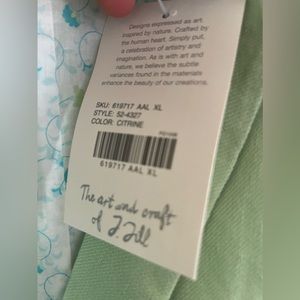 Designs expressed as art,
inspired by nature. Crafted by
the human heart. Simply put,
a celebration of artistry and
imagination. As is with art and
nature, we believe the subtle
variances found in the materials
enhance the beauty of our creations.
SKU: 619717 AAL XL
STYLE: 52-4327
COLOR: CITRINE
619717 AAL XL
The art and craft
of J.Jill